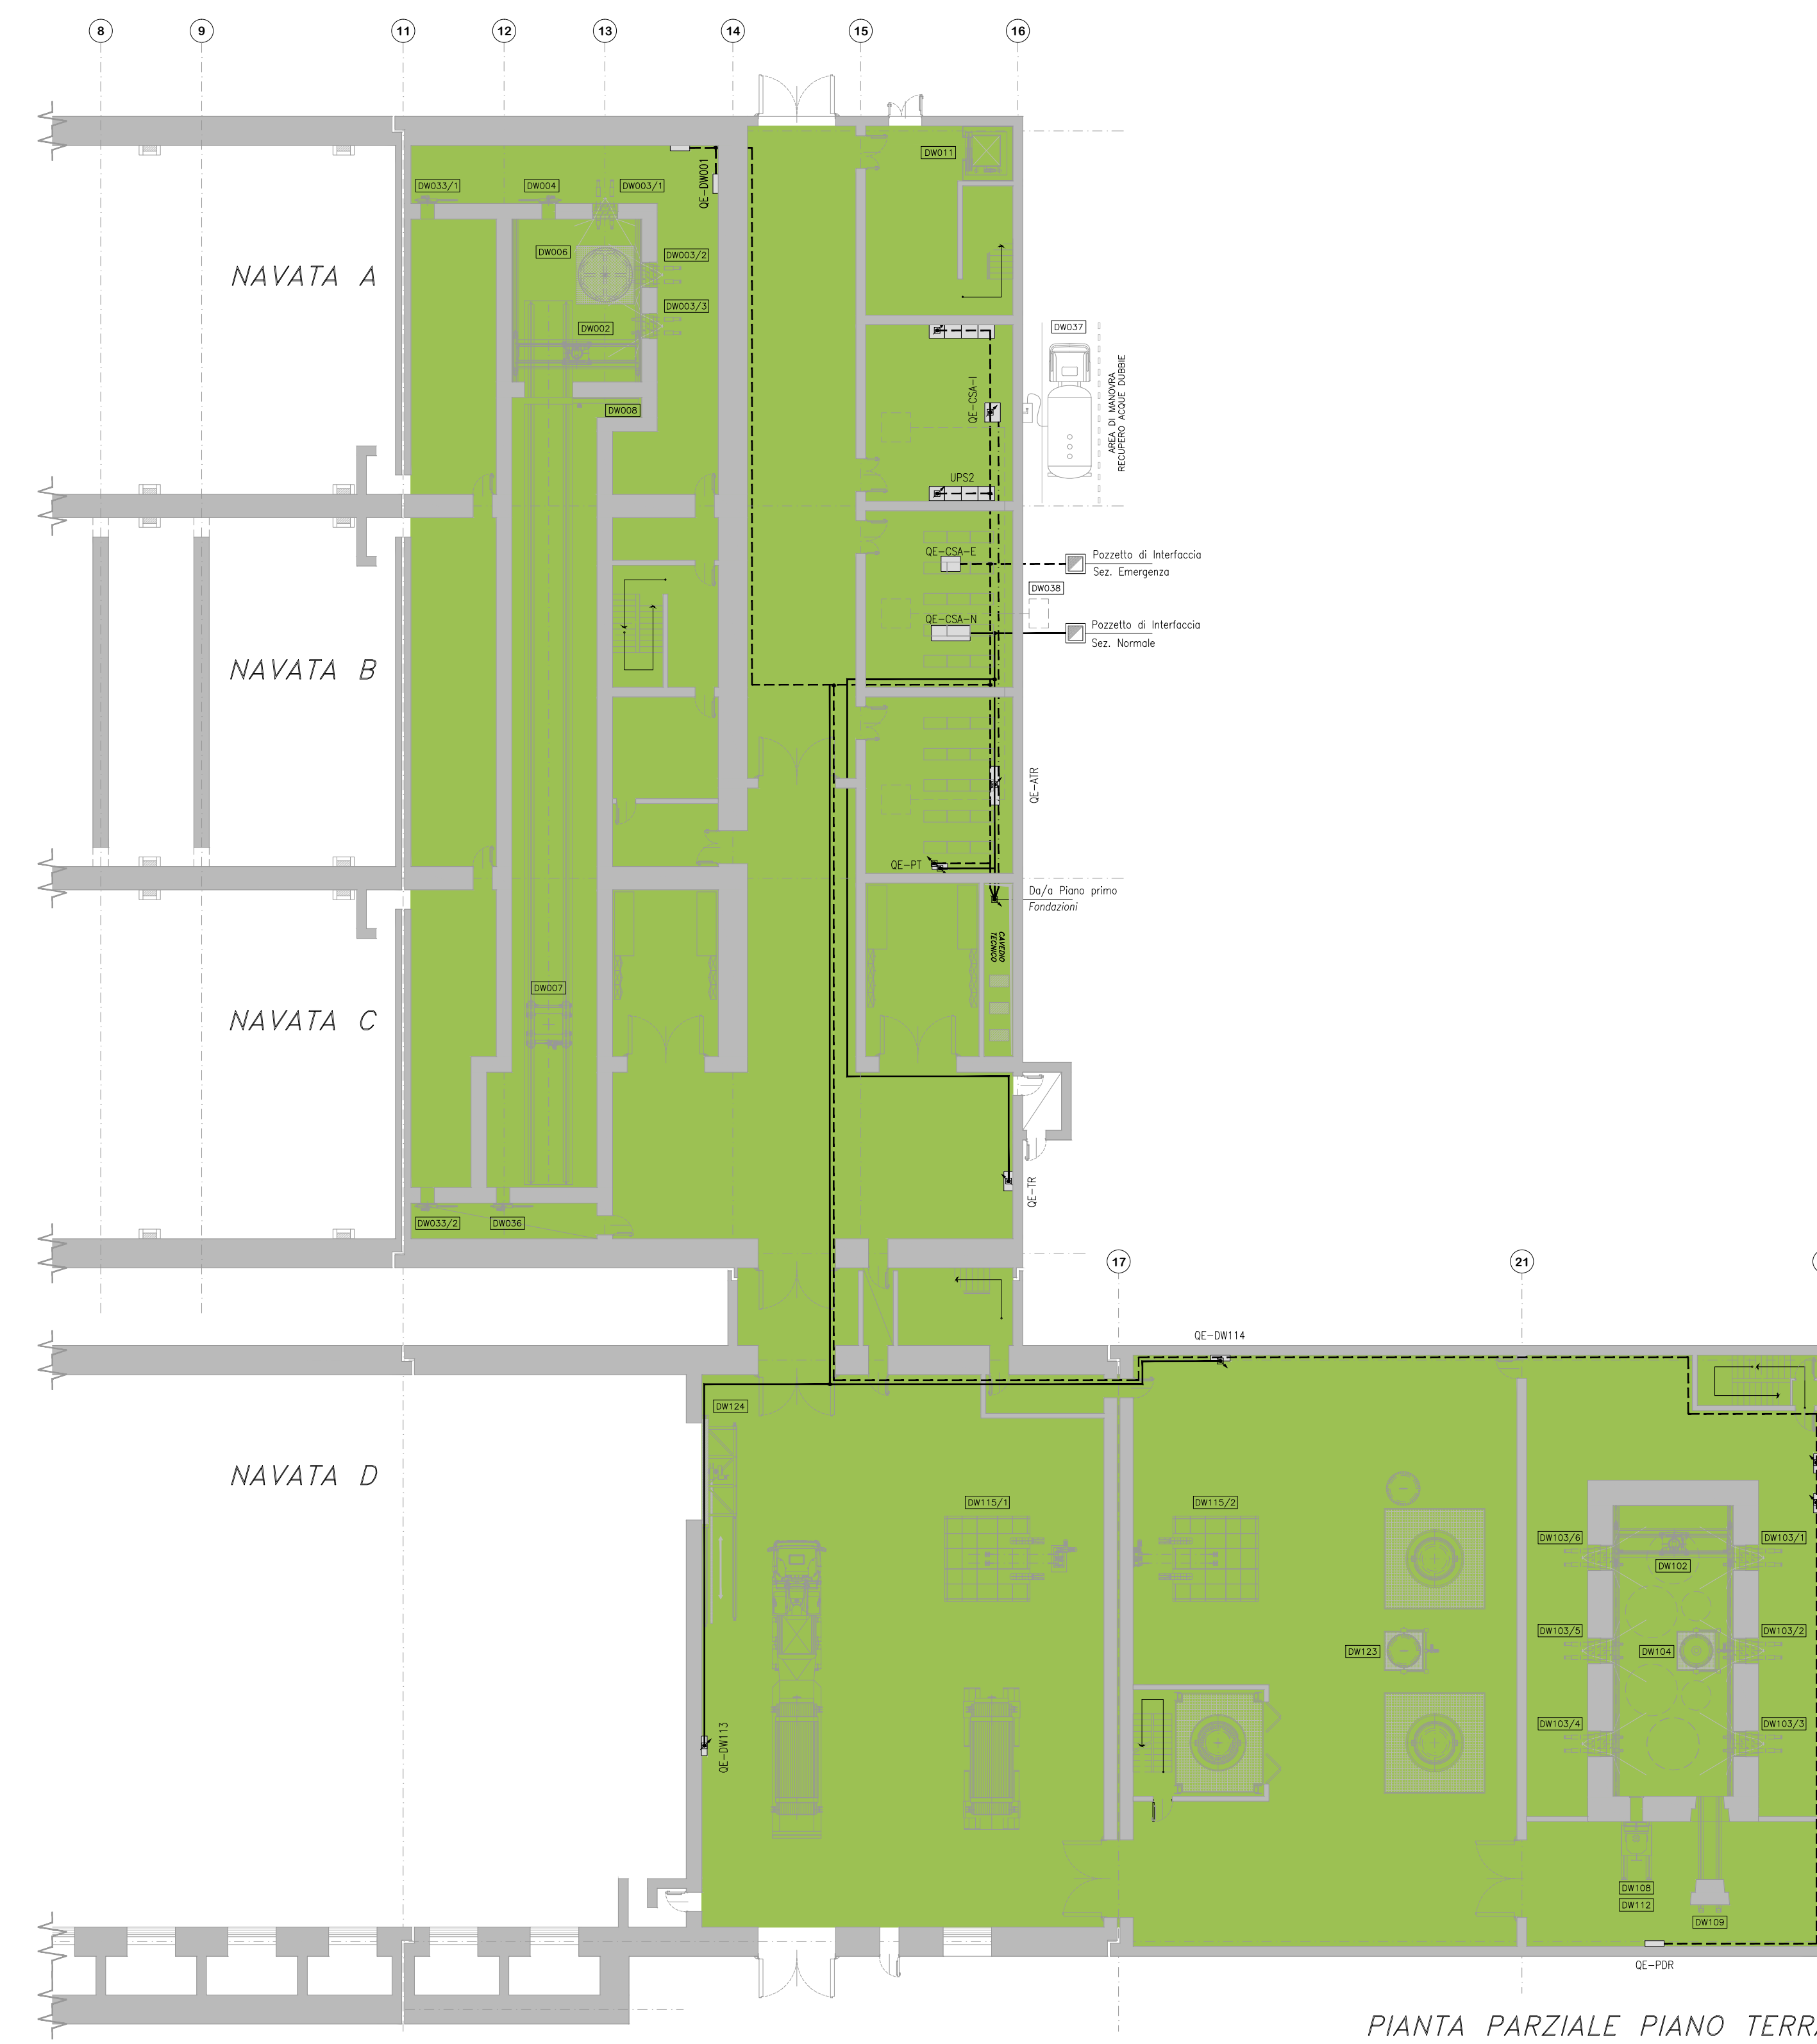 8
9
11
12
13
14
15
16
QE-DW001
DW011
DW033/1
DW004
DW003/1
DW006
DW003/2
NAVATA A
DW003/3
DW002
DW037
AREA DI MANOVRA
RECUPERO ACQUE DUBBIE
QE-CSA-I
DW008
UPS2
QE-CSA-E
Pozzetto di Interfaccia
Sez. Emergenza
DW038
QE-CSA-N
Pozzetto di Interfaccia
Sez. Normale
NAVATA B
QE-ATR
QE-PT
Da/a Piano primo
Fondazioni
CAVEDIO
TECNICO
DW007
NAVATA C
QE-TR
DW033/2
DW036
17
21
QE-DW114
DW124
NAVATA D
DW115/1
DW115/2
DW103/6
DW103/1
DW102
DW103/5
DW103/2
DW123
DW104
DW103/4
DW103/3
QE-DW113
DW108
DW112
DW109
QE-PDR
PIANTA PARZIALE PIANO TERR